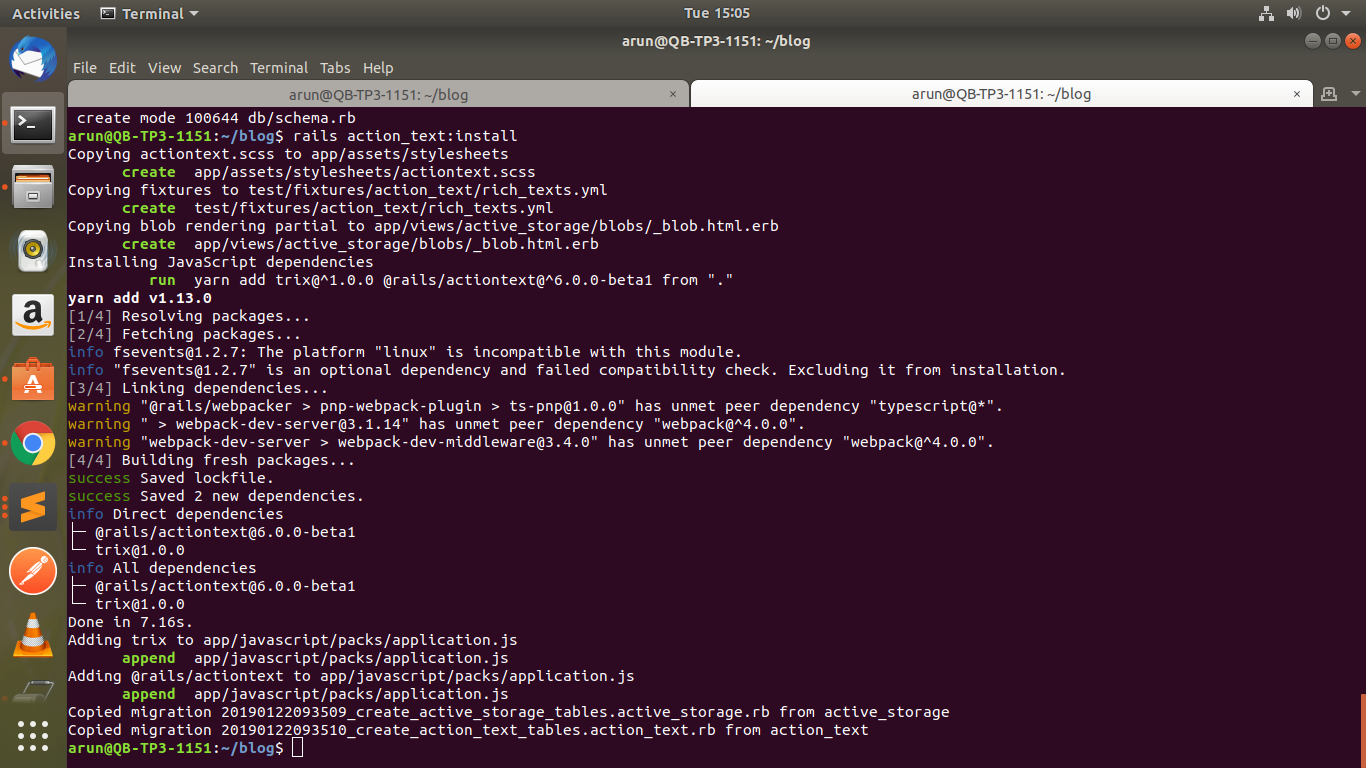 Activities Terminal Tue 15:05
arun@QB-TP3-1151: ~/blog
File Edit View Search Terminal Tabs Help
arun@QB-TP3-1151: ~/blog × arun@QB-TP3-1151: ~/blog ×
create mode 100644 db/schema.rb
arun@QB-TP3-1151:~/blog$ rails action_text:install
Copying actiontext.scss to app/assets/stylesheets
create app/assets/stylesheets/actiontext.scss
Copying fixtures to test/fixtures/action_text/rich_texts.yml
create test/fixtures/action_text/rich_texts.yml
Copying blob rendering partial to app/views/active_storage/blobs/_blob.html.erb
create app/views/active_storage/blobs/_blob.html.erb
Installing JavaScript dependencies
run yarn add trix@^1.0.0 @rails/actiontext@^6.0.0-beta1 from "."
yarn add v1.13.0
[1/4] Resolving packages...
[2/4] Fetching packages...
info fsevents@1.2.7: The platform "linux" is incompatible with this module.
info "fsevents@1.2.7" is an optional dependency and failed compatibility check. Excluding it from installation.
[3/4] Linking dependencies...
warning "@rails/webpacker > pnp-webpack-plugin > ts-pnp@1.0.0" has unmet peer dependency "typescript@*".
warning " > webpack-dev-server@3.1.14" has unmet peer dependency "webpack@^4.0.0".
warning "webpack-dev-server > webpack-dev-middleware@3.4.0" has unmet peer dependency "webpack@^4.0.0".
[4/4] Building fresh packages...
success Saved lockfile.
success Saved 2 new dependencies.
info Direct dependencies
├─ @rails/actiontext@6.0.0-beta1
└─ trix@1.0.0
info All dependencies
├─ @rails/actiontext@6.0.0-beta1
└─ trix@1.0.0
Done in 7.16s.
Adding trix to app/javascript/packs/application.js
append app/javascript/packs/application.js
Adding @rails/actiontext to app/javascript/packs/application.js
append app/javascript/packs/application.js
Copied migration 20190122093509_create_active_storage_tables.active_storage.rb from active_storage
Copied migration 20190122093510_create_action_text_tables.action_text.rb from action_text
arun@QB-TP3-1151:~/blog$